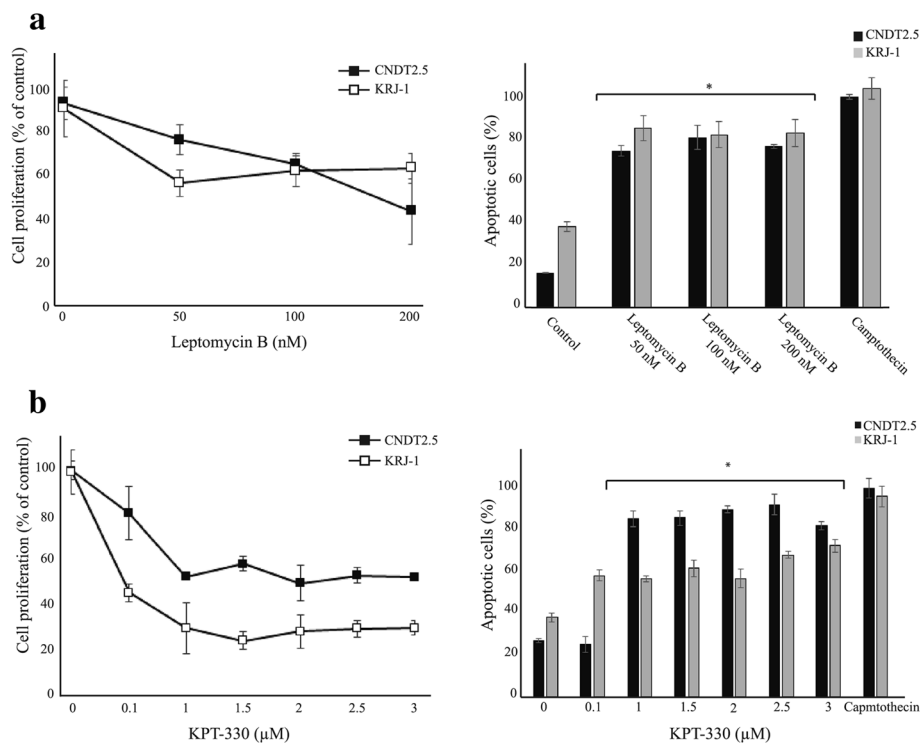 a
Cell proliferation (% of control)
100
80
60
40
20
0
CNDT2.5
KRJ-1
0
50
100
200
Leptomycin B (nM)
Apoptotic cells (%)
100
80
60
40
20
0
CNDT2.5
KRJ-1
*
Control
Leptomycin B
50 nM
Leptomycin B
100 nM
Leptomycin B
200 nM
Camptothecin
b
Cell proliferation (% of control)
100
80
60
40
20
0
CNDT2.5
KRJ-1
0
0.1
1
1.5
2
2.5
3
KPT-330 (µM)
Apoptotic cells (%)
100
80
60
40
20
0
CNDT2.5
KRJ-1
*
0
0.1
1
1.5
2
2.5
3
Capmtothecin
KPT-330 (µM)